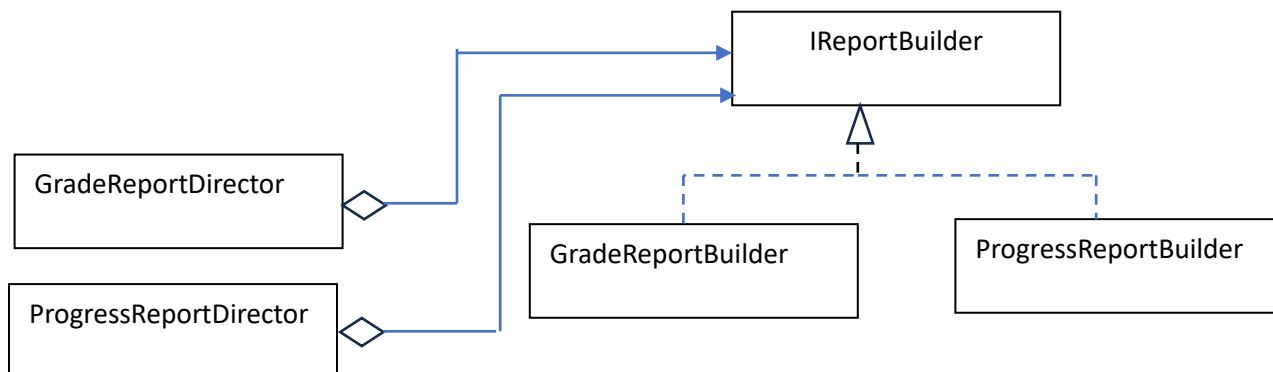 IReportBuilder
GradeReportDirector
GradeReportBuilder
ProgressReportBuilder
ProgressReportDirector